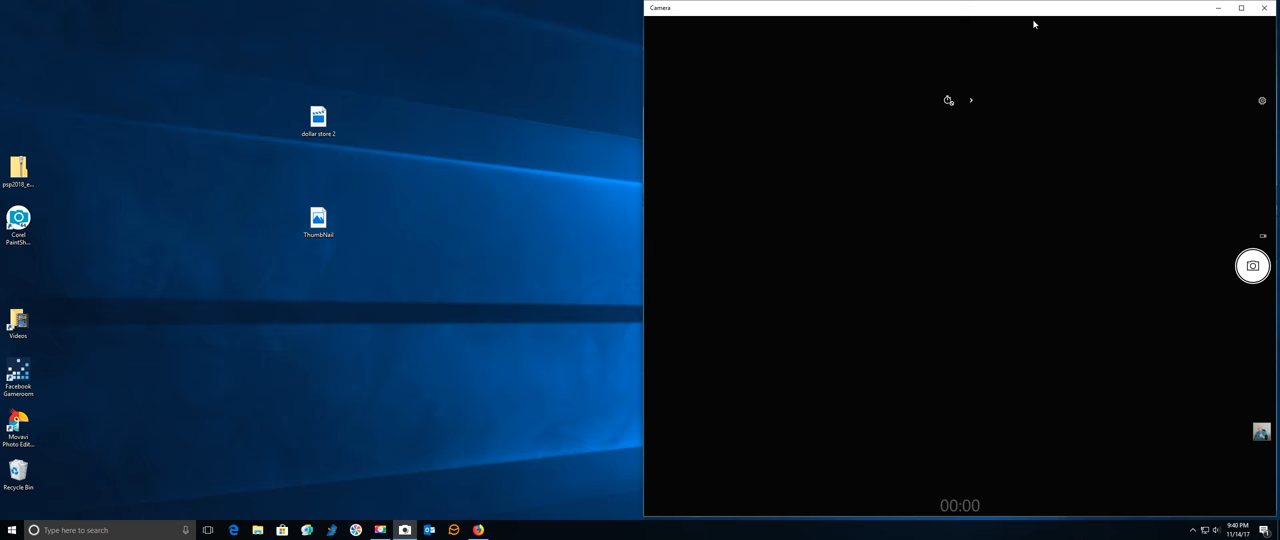 Camera
dollar store 2
psp2018_e...
ThumbNail
Corel
PaintSh...
Videos
Facebook
Gameroom
Movavi
Photo Edit...
Recycle Bin
00:00
Type here to search
9:40 PM
11/14/17